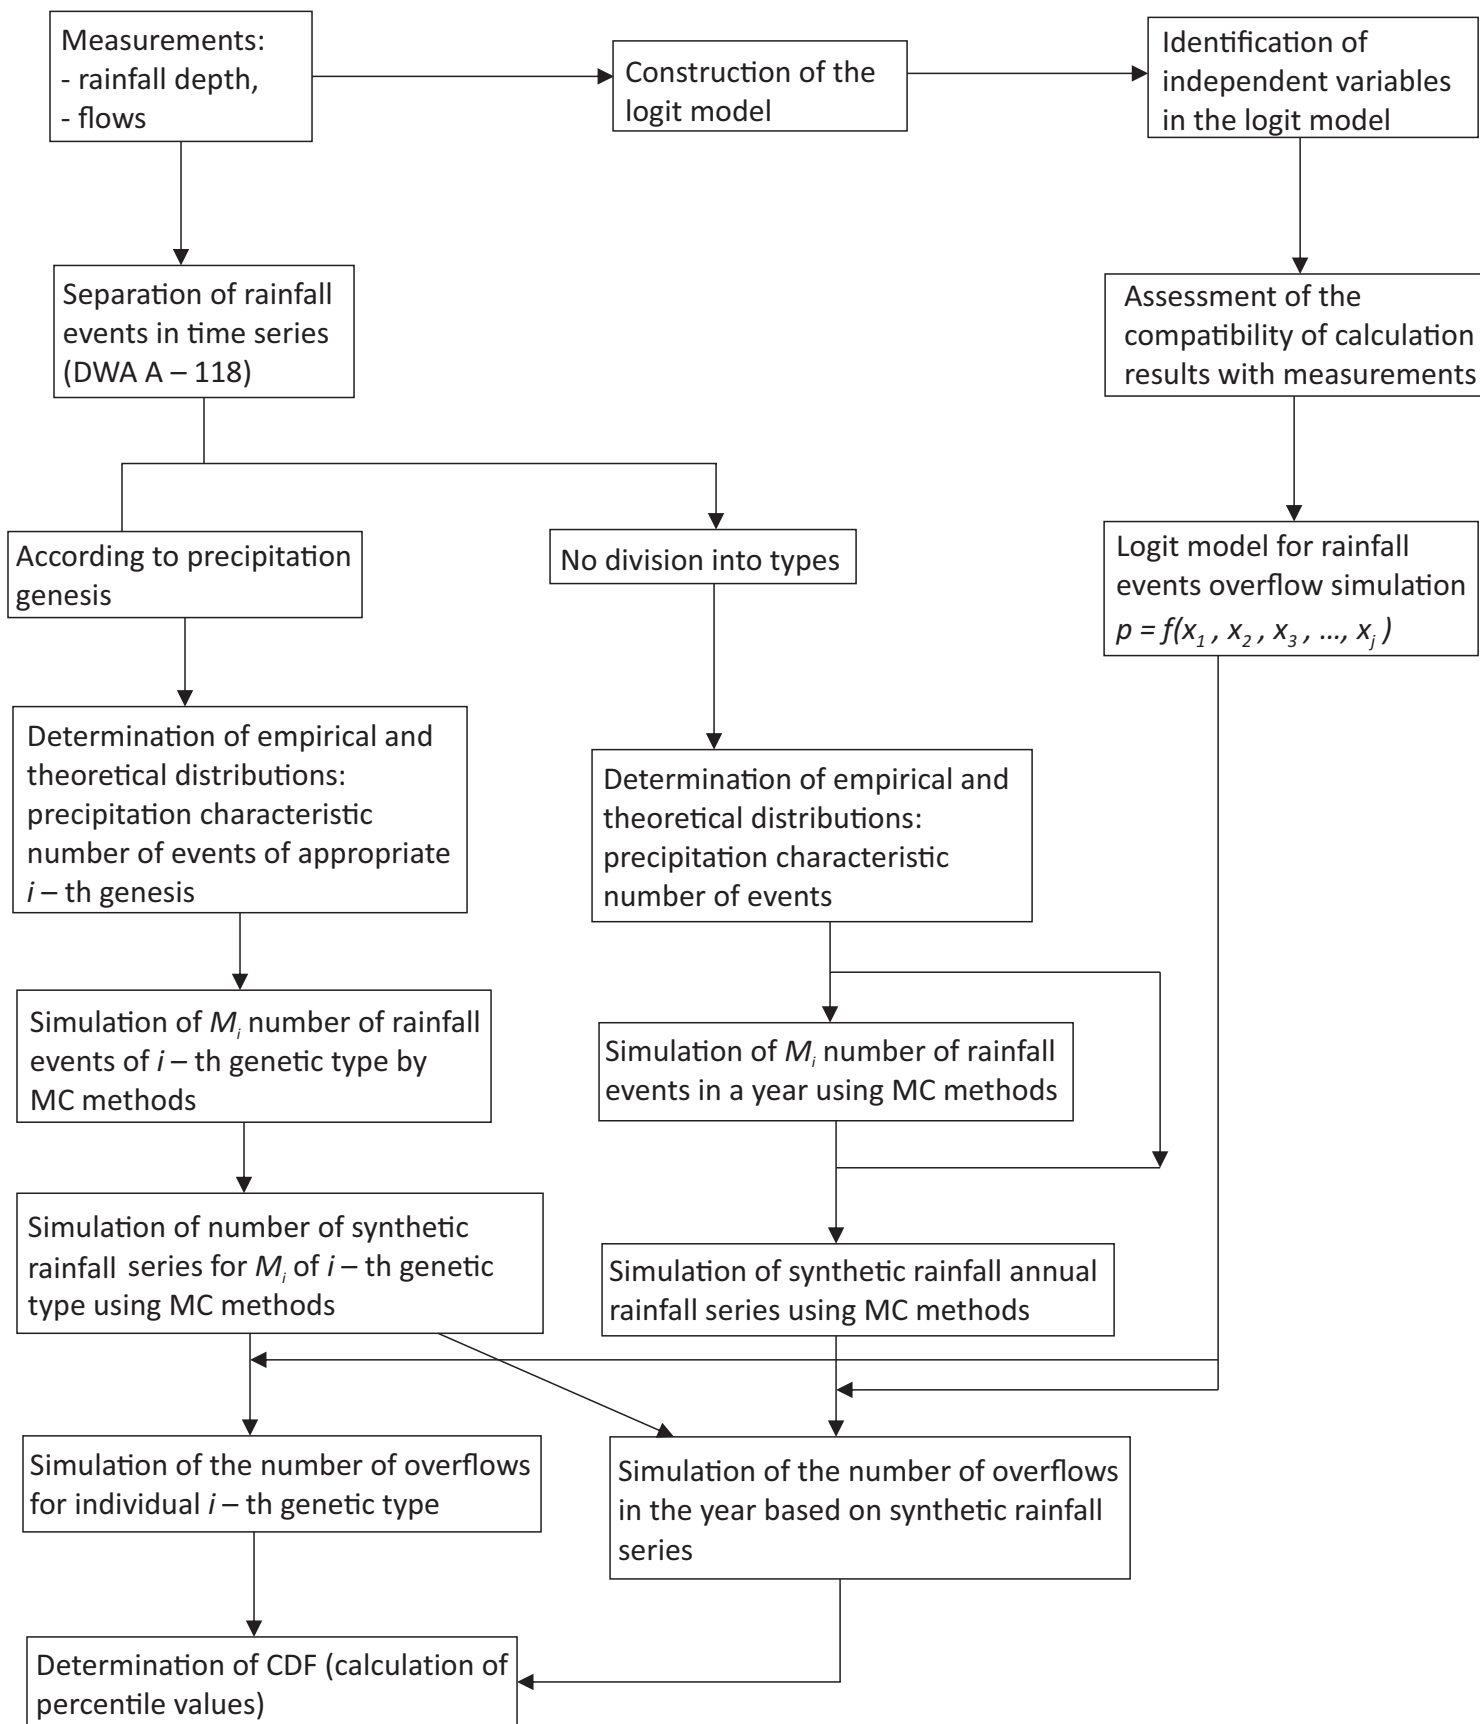 Measurements:
- rainfall depth,
- flows
Construction of the
logit model
Identification of
independent variables
in the logit model
Separation of rainfall
events in time series
(DWA A – 118)
Assessment of the
compatibility of calculation
results with measurements
According to precipitation
genesis
No division into types
Logit model for rainfall
events overflow simulation
p = f(x₁ , x₂ , x₃ , ..., xⱼ )
Determination of empirical and
theoretical distributions:
precipitation characteristic
number of events of appropriate
i – th genesis
Determination of empirical and
theoretical distributions:
precipitation characteristic
number of events
Simulation of Mᵢ number of rainfall
events of i – th genetic type by
MC methods
Simulation of Mᵢ number of rainfall
events in a year using MC methods
Simulation of number of synthetic
rainfall series for Mᵢ of i – th genetic
type using MC methods
Simulation of synthetic rainfall annual
rainfall series using MC methods
Simulation of the number of overflows
for individual i – th genetic type
Simulation of the number of overflows
in the year based on synthetic rainfall
series
Determination of CDF (calculation of
percentile values)